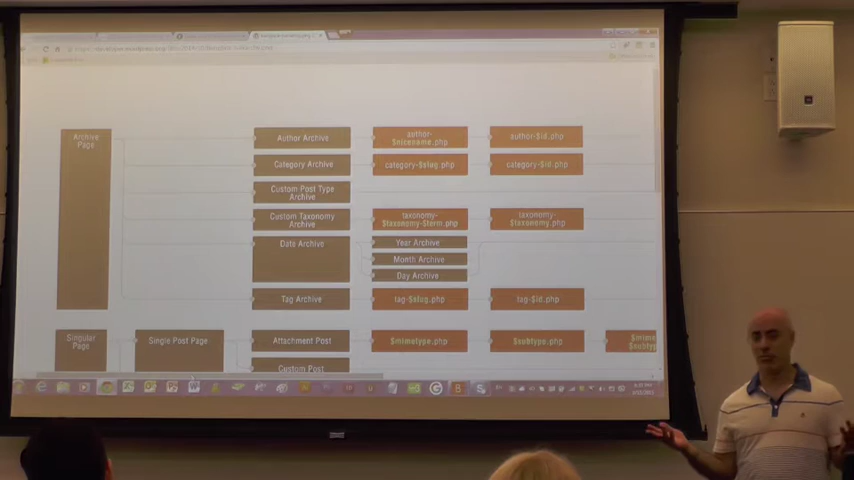 Archive
Page
Author Archive
author-
$nicename.php
author-$id.php
Category Archive
category-$slug.php
category-$id.php
Custom Post Type
Archive
Custom Taxonomy
Archive
taxonomy-
$taxonomy-$term.php
taxonomy-
$taxonomy.php
Date Archive
Year Archive
Month Archive
Day Archive
Tag Archive
tag-$slug.php
tag-$id.php
Singular
Page
Single Post Page
Attachment Post
$mimetype.php
$subtype.php
$mime
$subtyp
Custom Post